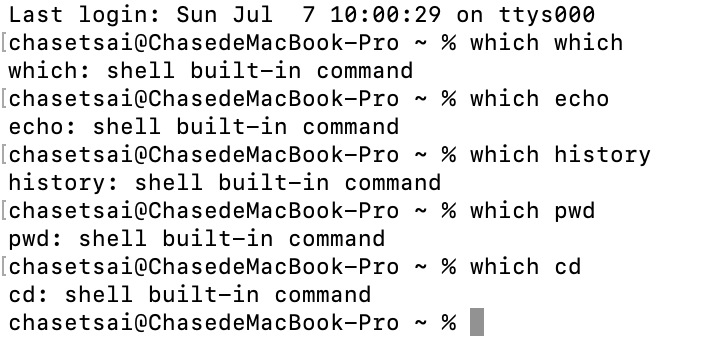 Last login: Sun Jul  7 10:00:29 on ttys000
[chasetsai@ChasedeMacBook-Pro ~ % which which
which: shell built-in command
[chasetsai@ChasedeMacBook-Pro ~ % which echo
echo: shell built-in command
[chasetsai@ChasedeMacBook-Pro ~ % which history
history: shell built-in command
[chasetsai@ChasedeMacBook-Pro ~ % which pwd
pwd: shell built-in command
[chasetsai@ChasedeMacBook-Pro ~ % which cd
cd: shell built-in command
chasetsai@ChasedeMacBook-Pro ~ %